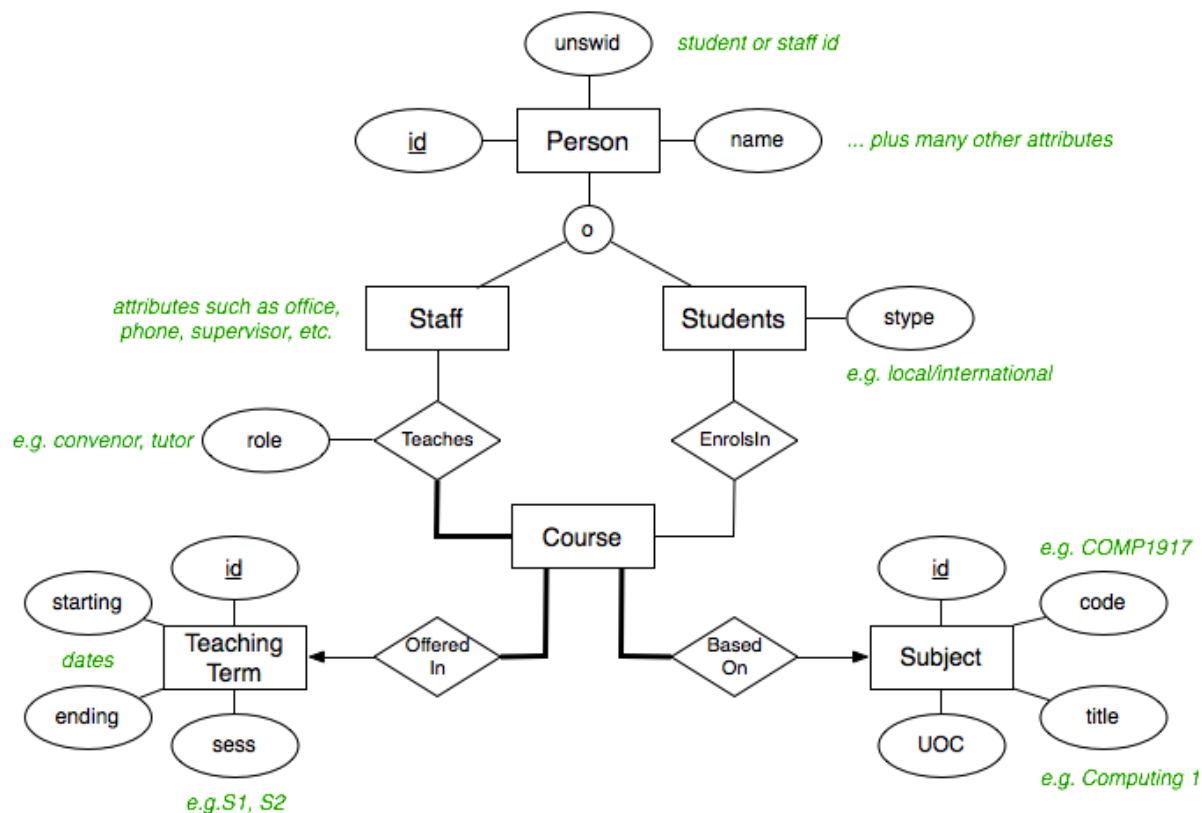 unswid
student or staff id
id
Person
name
... plus many other attributes
o
attributes such as office,
phone, supervisor, etc.
Staff
Students
stype
e.g. local/international
e.g. convenor, tutor
role
Teaches
EnrolsIn
Course
e.g. COMP1917
id
id
starting
code
dates
Teaching
Term
Offered
In
Based
On
Subject
ending
sess
UOC
title
e.g.S1, S2
e.g. Computing 1